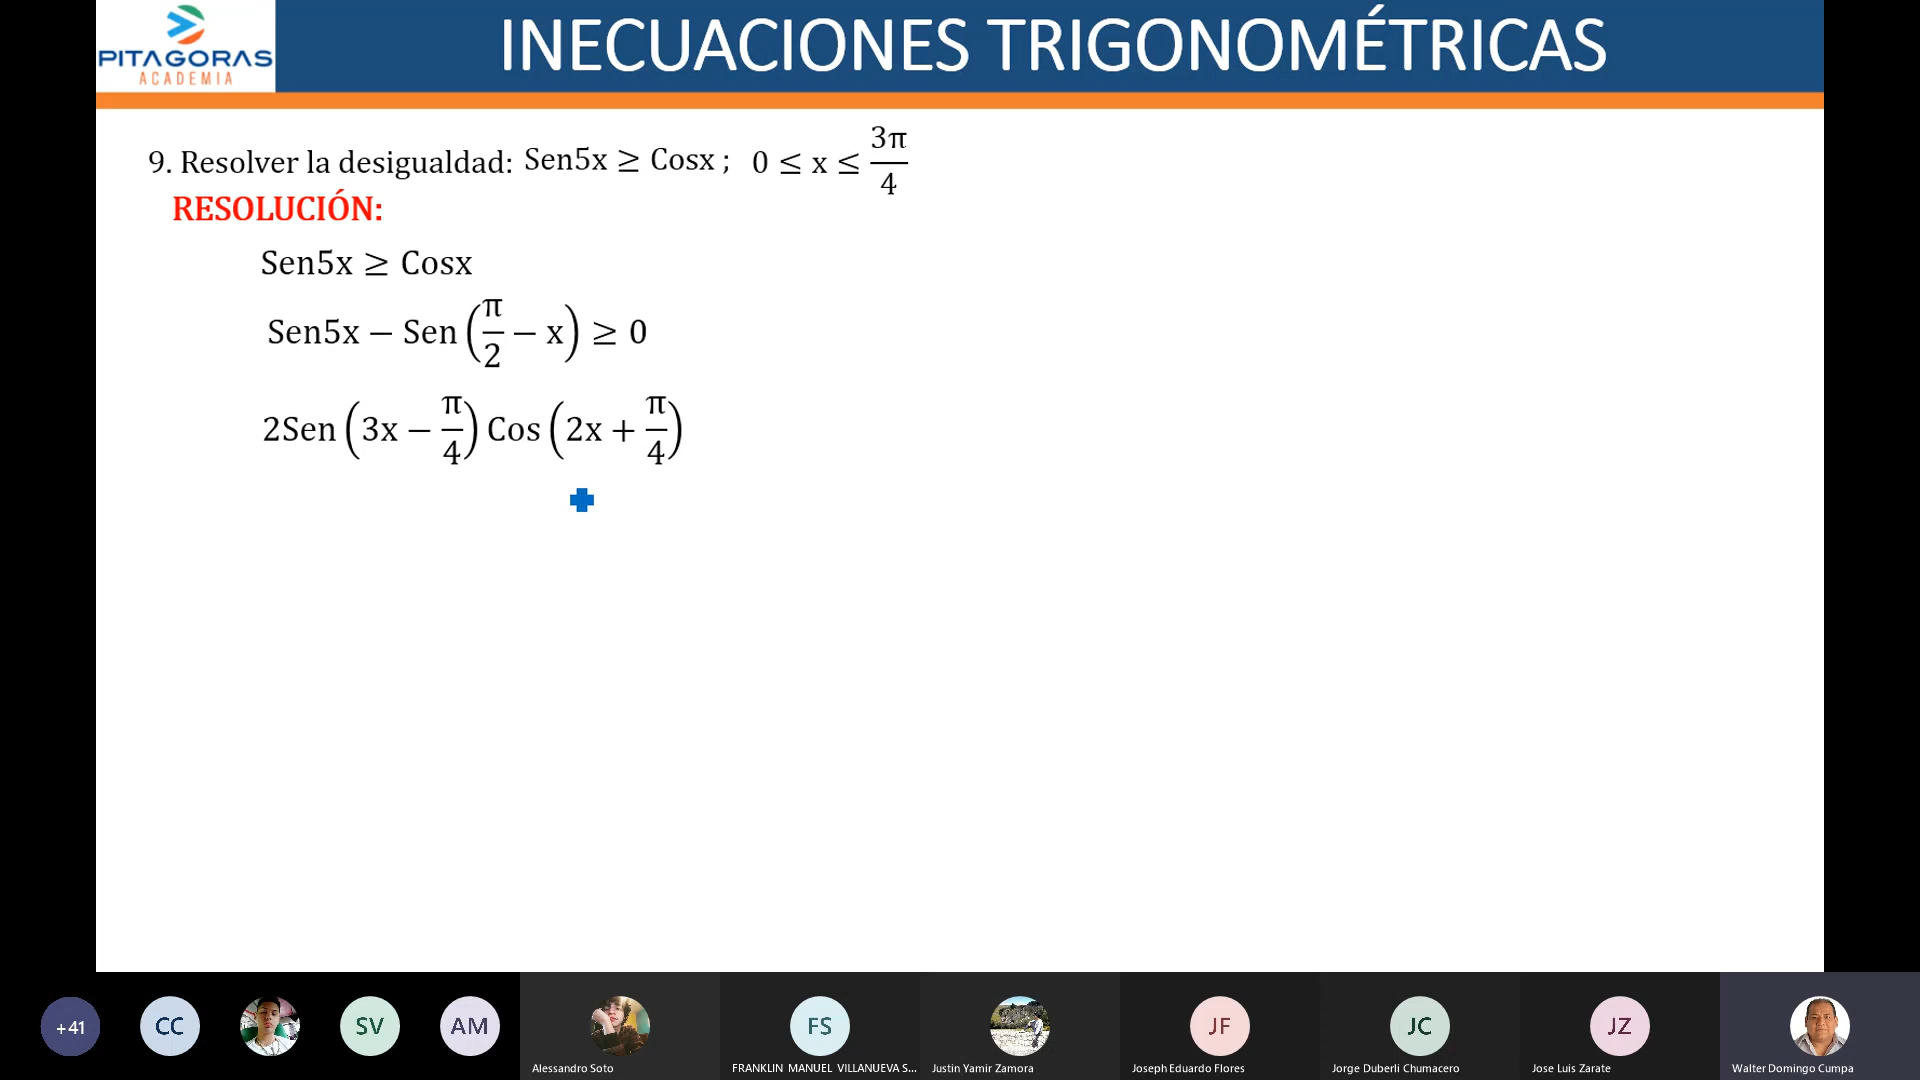 PITAGORAS
ACADEMIA
INECUACIONES TRIGONOMÉTRICAS
9. Resolver la desigualdad: Sen5x ≥ Cosx ; 0 ≤ x ≤ 3π/4
RESOLUCIÓN:
Sen5x ≥ Cosx
Sen5x − Sen(π/2 − x) ≥ 0
2Sen(3x − π/4) Cos(2x + π/4)
+41
CC
SV
AM
FS
JF
JC
JZ
Alessandro Soto
FRANKLIN MANUEL VILLANUEVA S...
Justin Yamir Zamora
Joseph Eduardo Flores
Jorge Duberli Chumacero
Jose Luis Zarate
Walter Domingo Cumpa